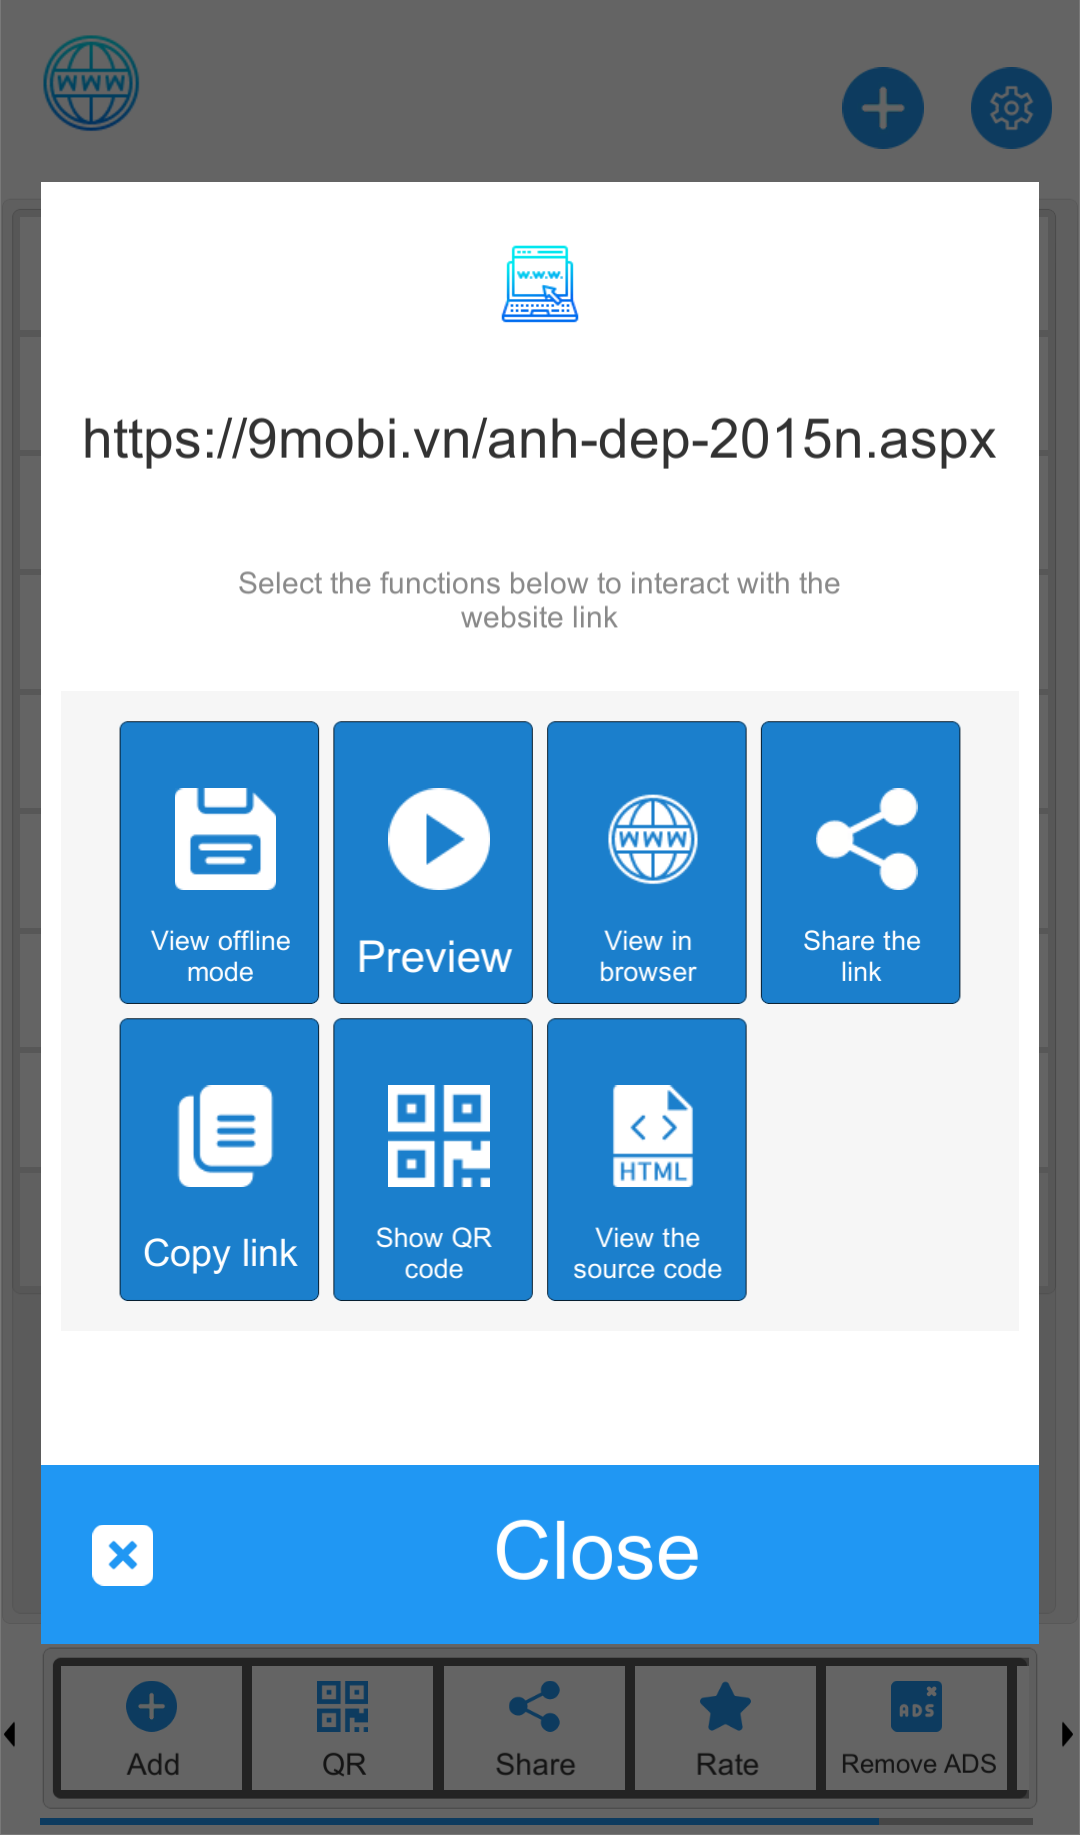 WWW
W.W.W.
https://9mobi.vn/anh-dep-2015n.aspx
Select the functions below to interact with the
website link
View offline
mode
Preview
WWW
View in
browser
Share the
link
Copy link
Show QR
code
HTML
View the
source code
Close
Add
QR
Share
Rate
ADS
Remove ADS